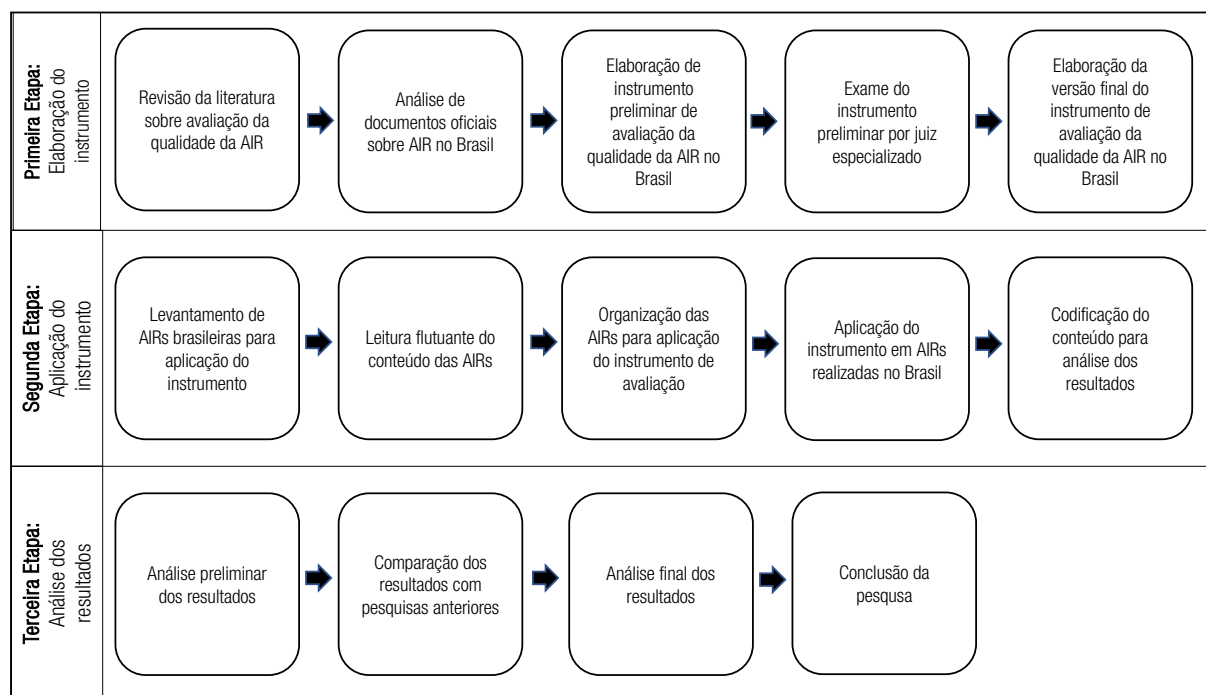 Primeira Etapa:
Elaboração do
instrumento
Revisão da literatura
sobre avaliação da
qualidade da AIR
Análise de
documentos oficiais
sobre AIR no Brasil
Elaboração de
instrumento
preliminar de
avaliação da
qualidade da AIR no
Brasil
Exame do
instrumento
preliminar por juiz
especializado
Elaboração da
versão final do
instrumento de
avaliação da
qualidade da AIR no
Brasil
Segunda Etapa:
Aplicação do
instrumento
Levantamento de
AIRs brasileiras para
aplicação do
instrumento
Leitura flutuante do
conteúdo das AIRs
Organização das
AIRs para aplicação
do instrumento de
avaliação
Aplicação do
instrumento em AIRs
realizadas no Brasil
Codificação do
conteúdo para
análise dos
resultados
Terceira Etapa:
Análise dos
resultados
Análise preliminar
dos resultados
Comparação dos
resultados com
pesquisas anteriores
Análise final dos
resultados
Conclusão da
pesqusa